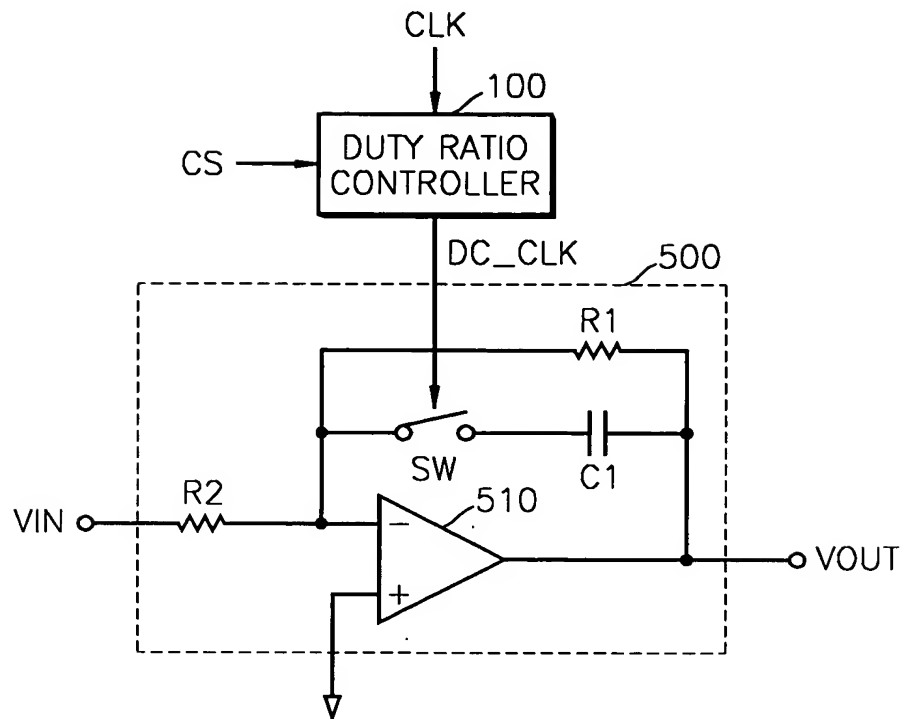 CLK
100
DUTY RATIO
CONTROLLER
CS
DC_CLK
500
R1
SW
C1
R2
510
VIN
−
+
VOUT